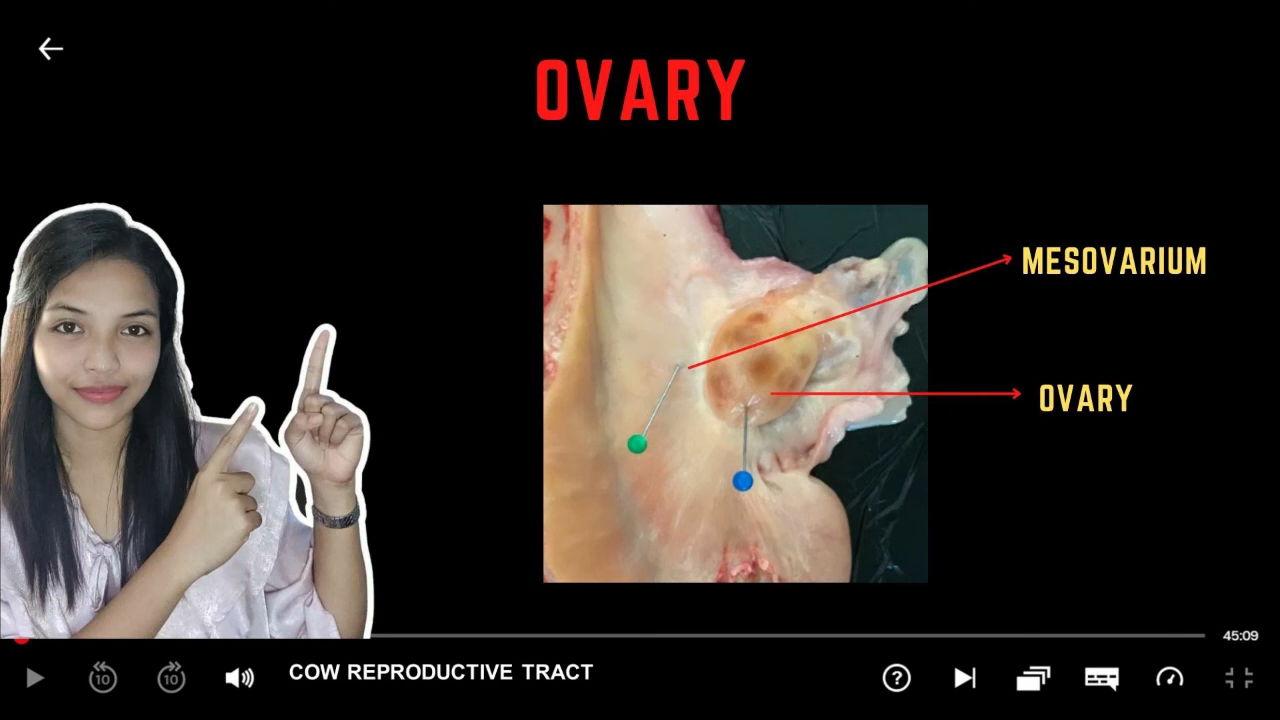 OVARY
MESOVARIUM
OVARY
45:09
10
10
COW REPRODUCTIVE TRACT
?